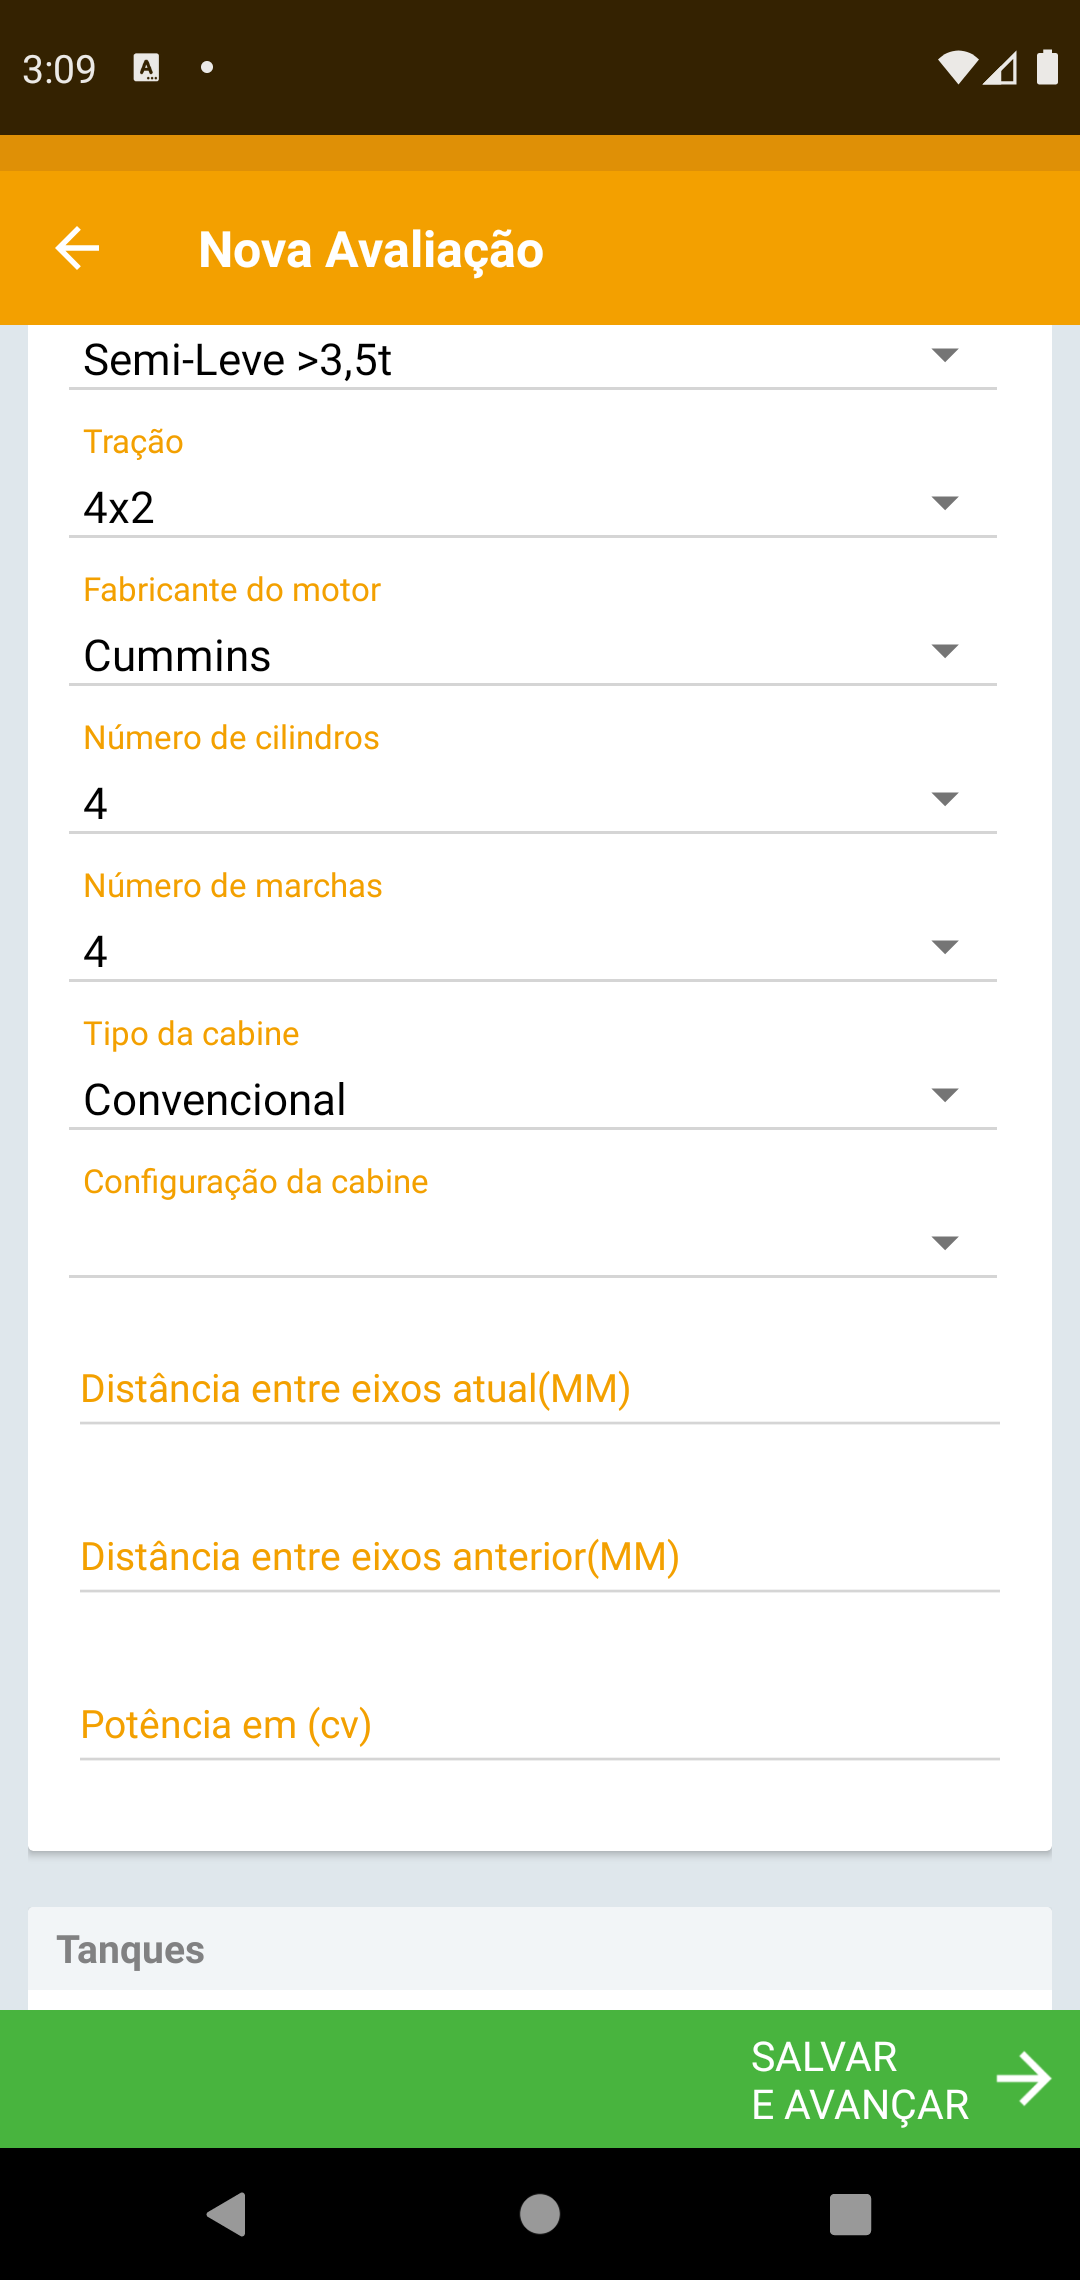 3:09
Nova Avaliação
Semi-Leve >3,5t
Tração
4x2
Fabricante do motor
Cummins
Número de cilindros
4
Número de marchas
4
Tipo da cabine
Convencional
Configuração da cabine
Distância entre eixos atual(MM)
Distância entre eixos anterior(MM)
Potência em (cv)
Tanques
SALVAR
E AVANÇAR